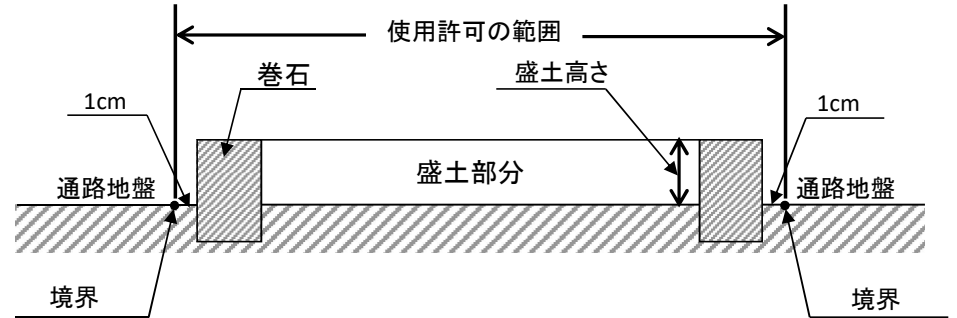 使用許可の範囲
巻石
盛土高さ
1cm
1cm
通路地盤
盛土部分
通路地盤
境界
境界